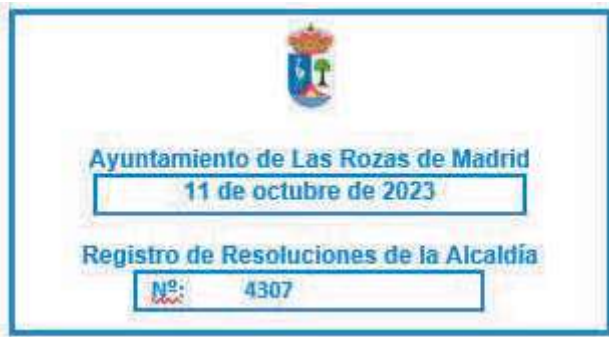 Ayuntamiento de Las Rozas de Madrid
11 de octubre de 2023
Registro de Resoluciones de la Alcaldía
Nº: 4307